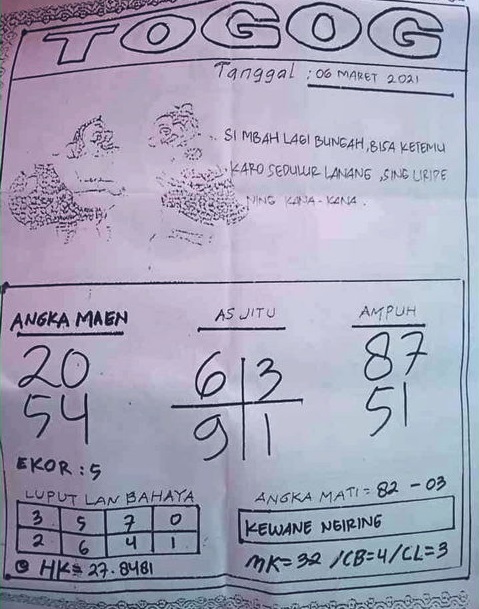 TOGOG
Tanggal : 06 MARET 2021
SI MBAH LAGI BUNGAH, BISA KETEMU
KARO SEDULUR LANANG , SING URIPE
NING KANA - KANA .
ANGKA MAEN
20
54
EKOR : 5
AS JITU
6 3
9 1
AMPUH
87
51
LUPUT LAN BAHAYA
3 5 7 0
2 6 4 1
HK = 27. 8481
ANGKA MATI = 82 - 03
KEWANE NGIRING
MK = 32 / CB = 4 / CL = 3